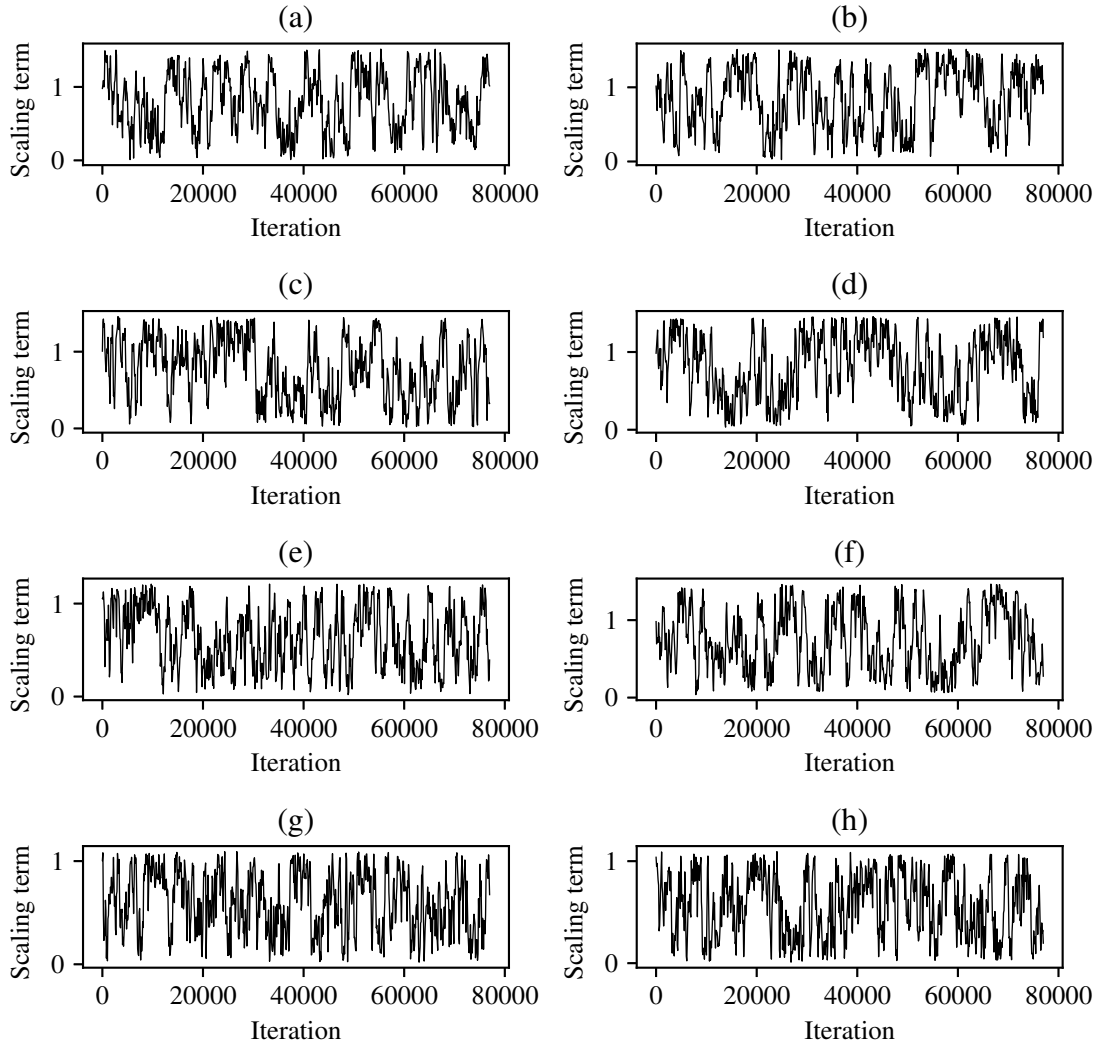 (a)
Scaling term
1
0
0 20000 40000 60000 80000
Iteration
(b)
Scaling term
1
0
0 20000 40000 60000 80000
Iteration
(c)
Scaling term
1
0
0 20000 40000 60000 80000
Iteration
(d)
Scaling term
1
0
0 20000 40000 60000 80000
Iteration
(e)
Scaling term
1
0
0 20000 40000 60000 80000
Iteration
(f)
Scaling term
1
0
0 20000 40000 60000 80000
Iteration
(g)
Scaling term
1
0
0 20000 40000 60000 80000
Iteration
(h)
Scaling term
1
0
0 20000 40000 60000 80000
Iteration